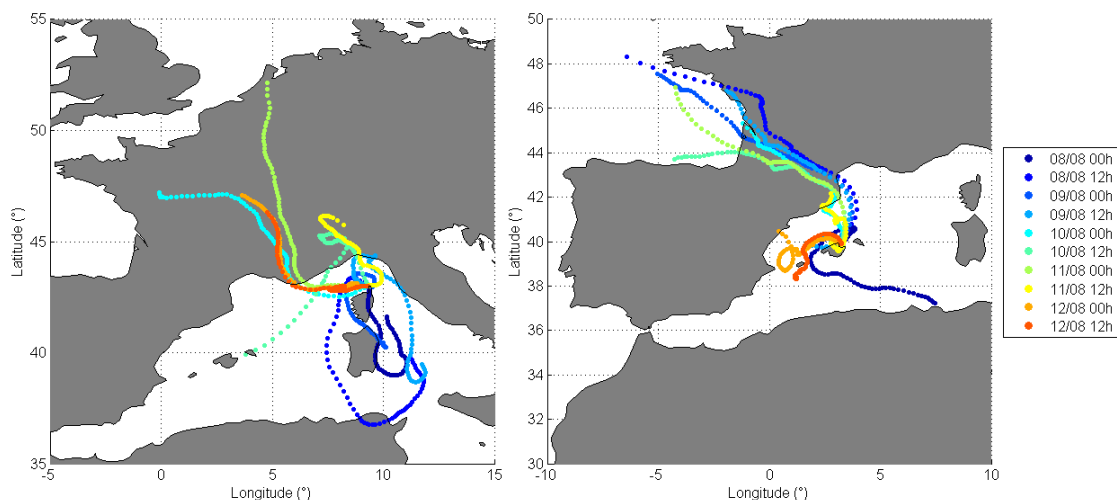 55
50
45
40
35
-5
0
5
10
15
Latitude (°)
Longitude (°)
50
48
46
44
42
40
38
36
34
32
30
-10
-5
0
5
10
Latitude (°)
Longitude (°)
08/08 00h
08/08 12h
09/08 00h
09/08 12h
10/08 00h
10/08 12h
11/08 00h
11/08 12h
12/08 00h
12/08 12h